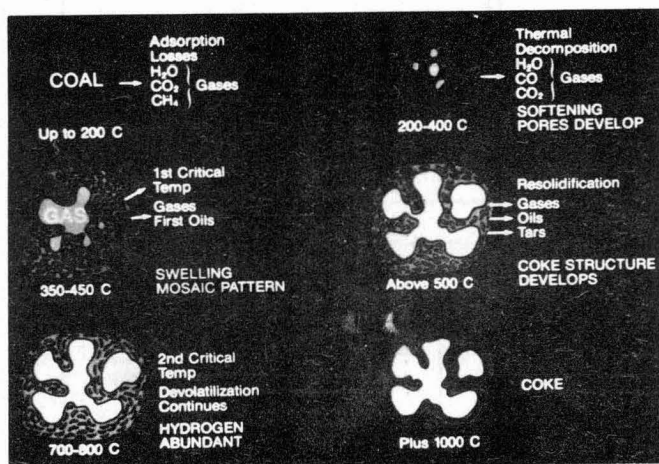 COAL
Adsorption
Losses
H₂O
CO₂
CH₄
Gases
Up to 200 C
Thermal
Decomposition
H₂O
CO
CO₂
Gases
200-400 C
SOFTENING
PORES DEVELOP
GAS
1st Critical
Temp
Gases
First Oils
350-450 C
SWELLING
MOSAIC PATTERN
Resolidification
Gases
Oils
Tars
Above 500 C
COKE STRUCTURE
DEVELOPS
2nd Critical
Temp
Devolatilization
Continues
HYDROGEN
ABUNDANT
700-800 C
COKE
Plus 1000 C